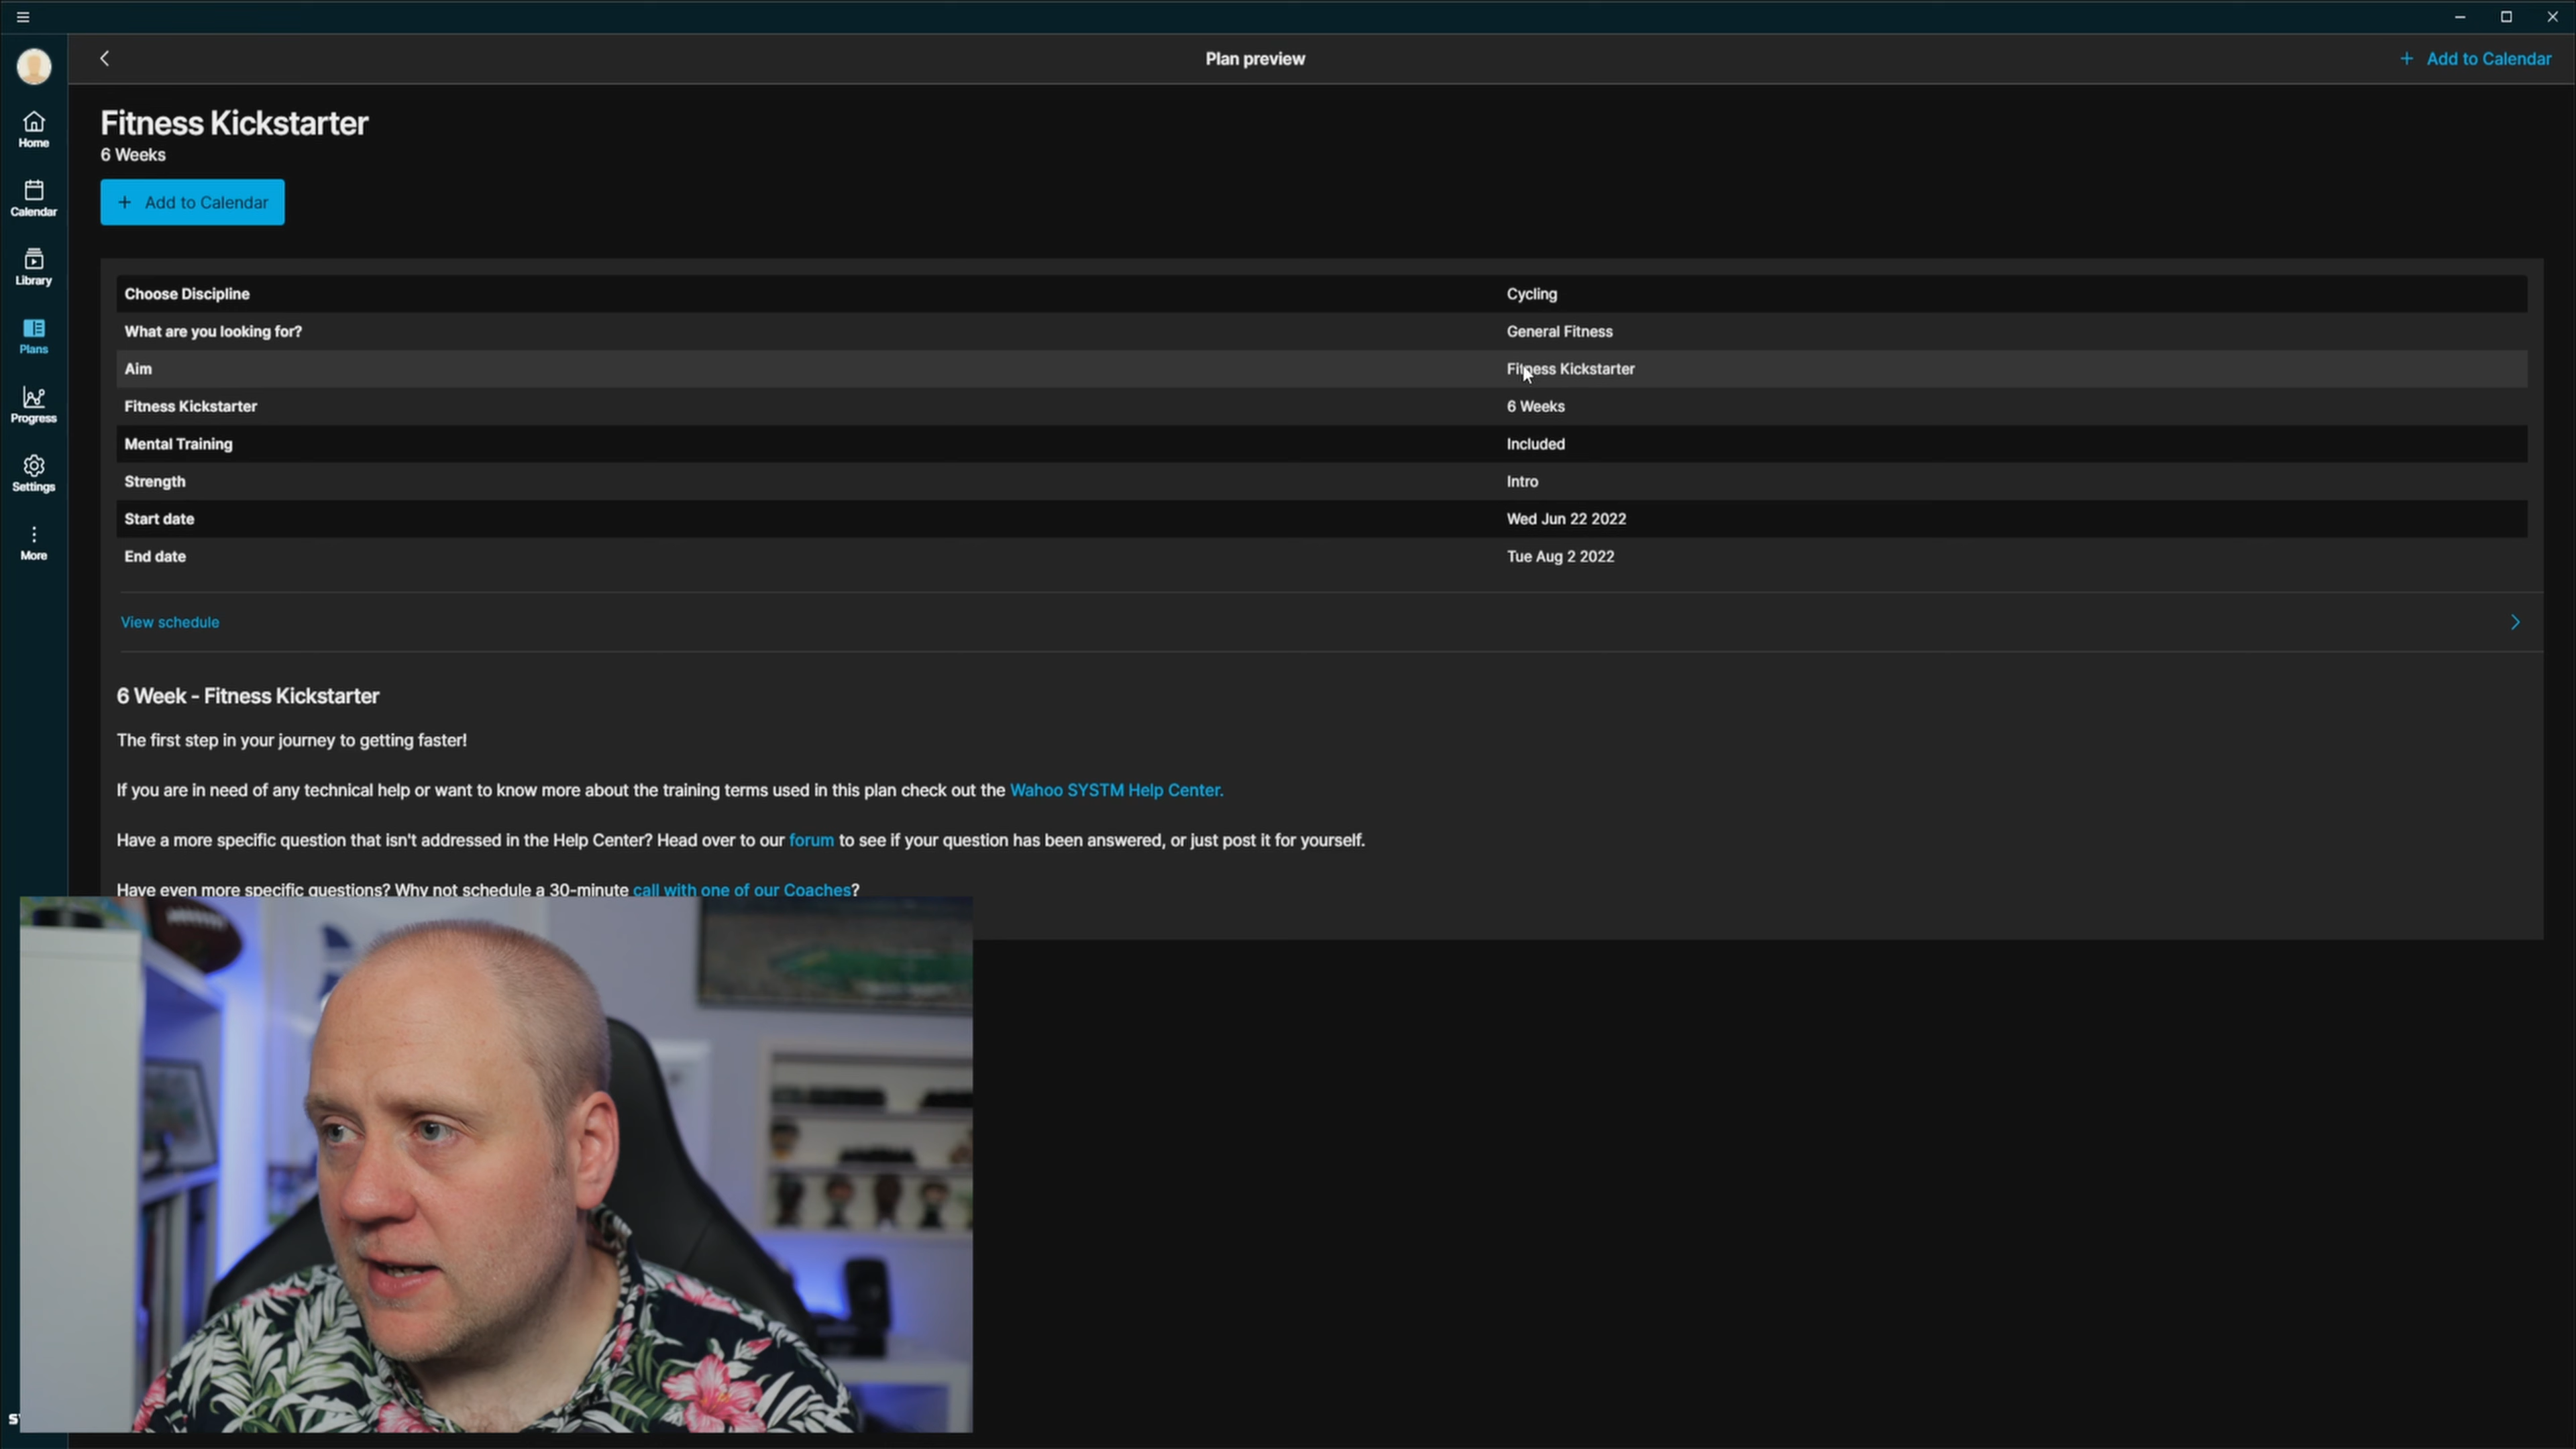 Plan preview
+ Add to Calendar
Home
Calendar
Library
Plans
Progress
Settings
More
Fitness Kickstarter
6 Weeks
+ Add to Calendar
Choose Discipline Cycling
What are you looking for? General Fitness
Aim Fitness Kickstarter
Fitness Kickstarter 6 Weeks
Mental Training Included
Strength Intro
Start date Wed Jun 22 2022
End date Tue Aug 2 2022
View schedule
6 Week - Fitness Kickstarter
The first step in your journey to getting faster!
If you are in need of any technical help or want to know more about the training terms used in this plan check out the Wahoo SYSTM Help Center.
Have a more specific question that isn't addressed in the Help Center? Head over to our forum to see if your question has been answered, or just post it for yourself.
Have even more specific questions? Why not schedule a 30-minute call with one of our Coaches?